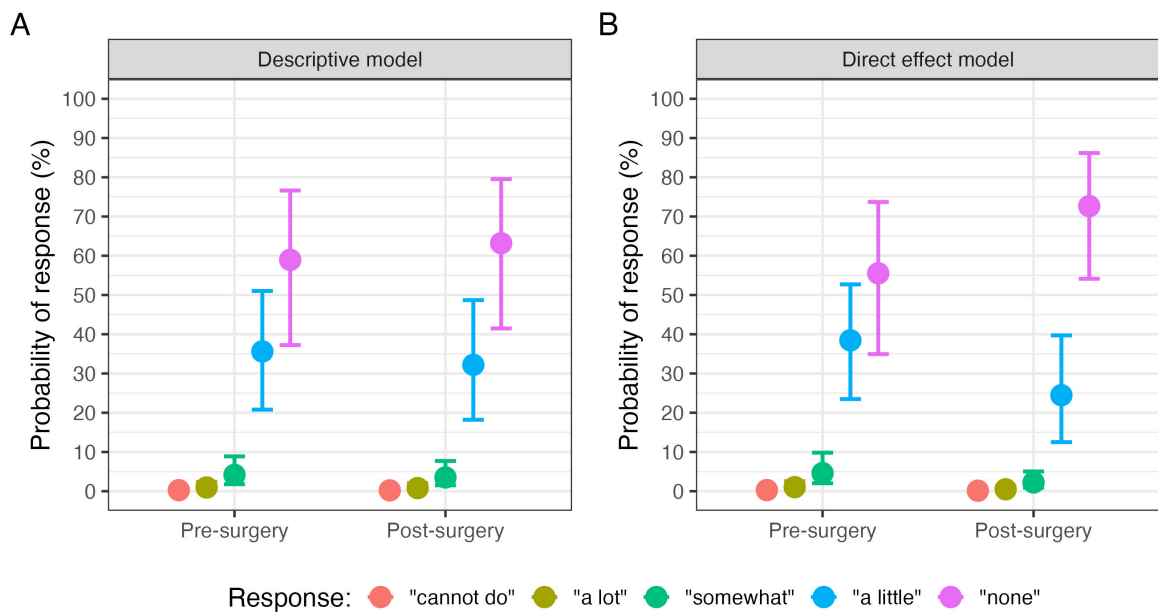 A
B
Descriptive model
Direct effect model
Probability of response (%)
100
90
80
70
60
50
40
30
20
10
0
Pre-surgery
Post-surgery
Probability of response (%)
100
90
80
70
60
50
40
30
20
10
0
Pre-surgery
Post-surgery
Response: "cannot do" "a lot" "somewhat" "a little" "none"